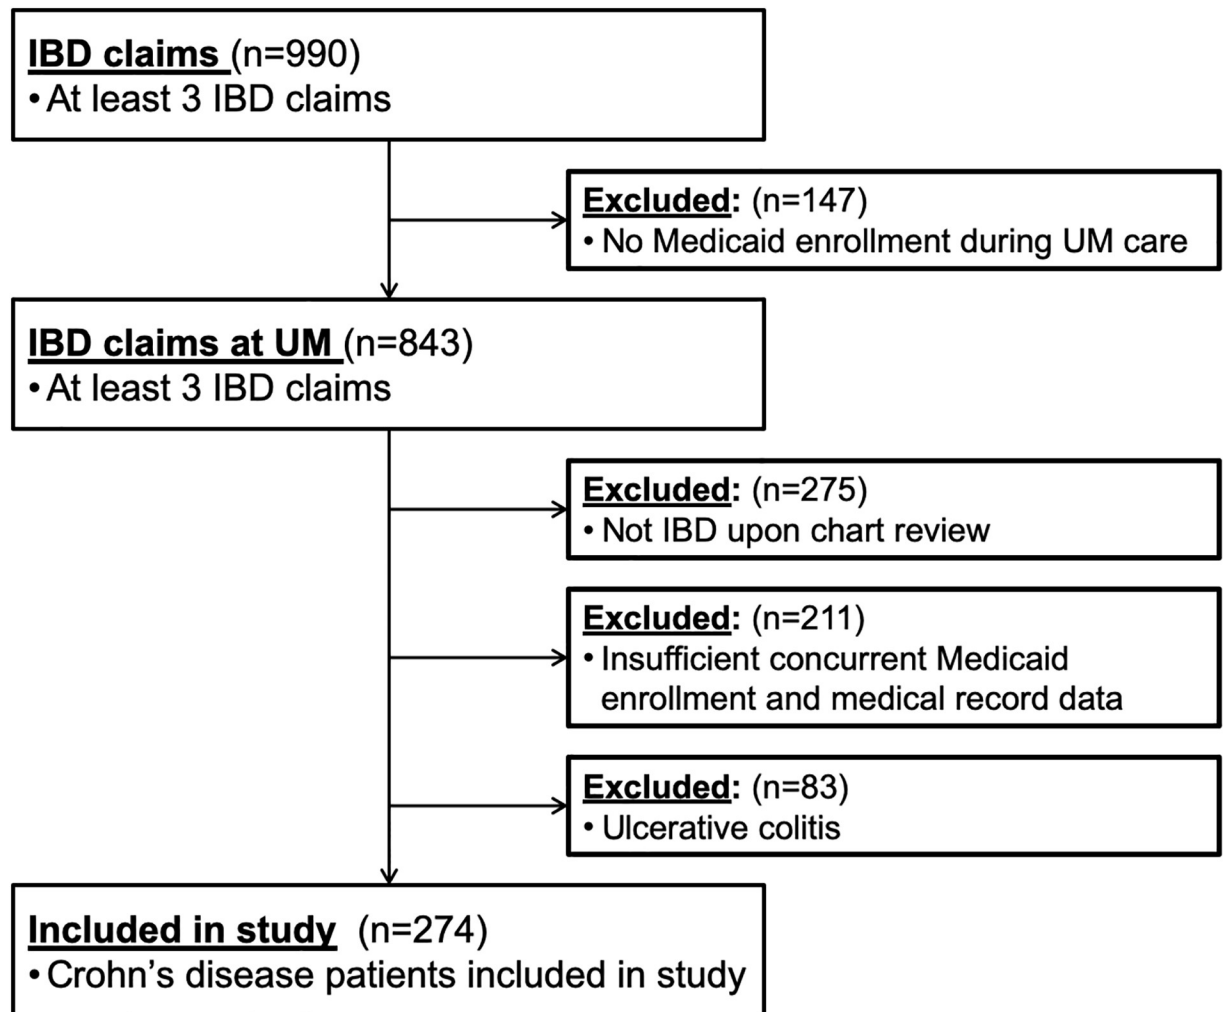 IBD claims (n=990)
• At least 3 IBD claims
Excluded: (n=147)
• No Medicaid enrollment during UM care
IBD claims at UM (n=843)
• At least 3 IBD claims
Excluded: (n=275)
• Not IBD upon chart review
Excluded: (n=211)
• Insufficient concurrent Medicaid
enrollment and medical record data
Excluded: (n=83)
• Ulcerative colitis
Included in study (n=274)
• Crohn’s disease patients included in study